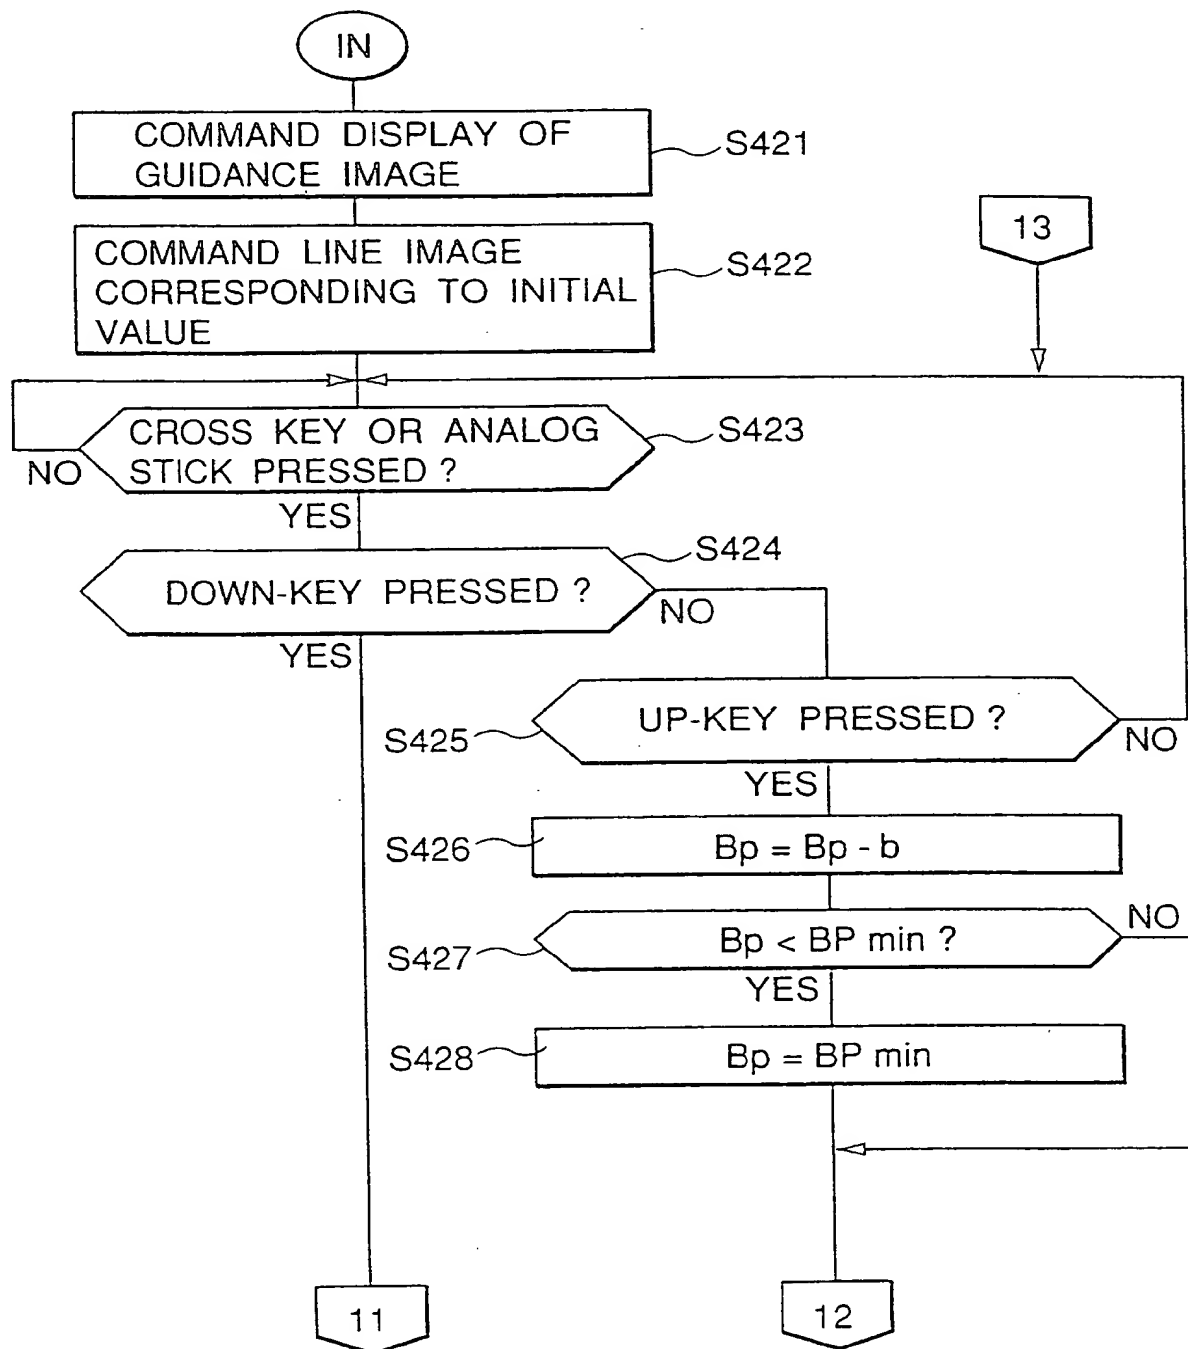 IN
COMMAND DISPLAY OF
GUIDANCE IMAGE
S421
COMMAND LINE IMAGE
CORRESPONDING TO INITIAL
VALUE
S422
13
CROSS KEY OR ANALOG
STICK PRESSED ?
S423
NO
YES
DOWN-KEY PRESSED ?
S424
NO
YES
UP-KEY PRESSED ?
S425
NO
YES
S426
Bp = Bp - b
Bp < BP min ?
NO
S427
YES
S428
Bp = BP min
11
12